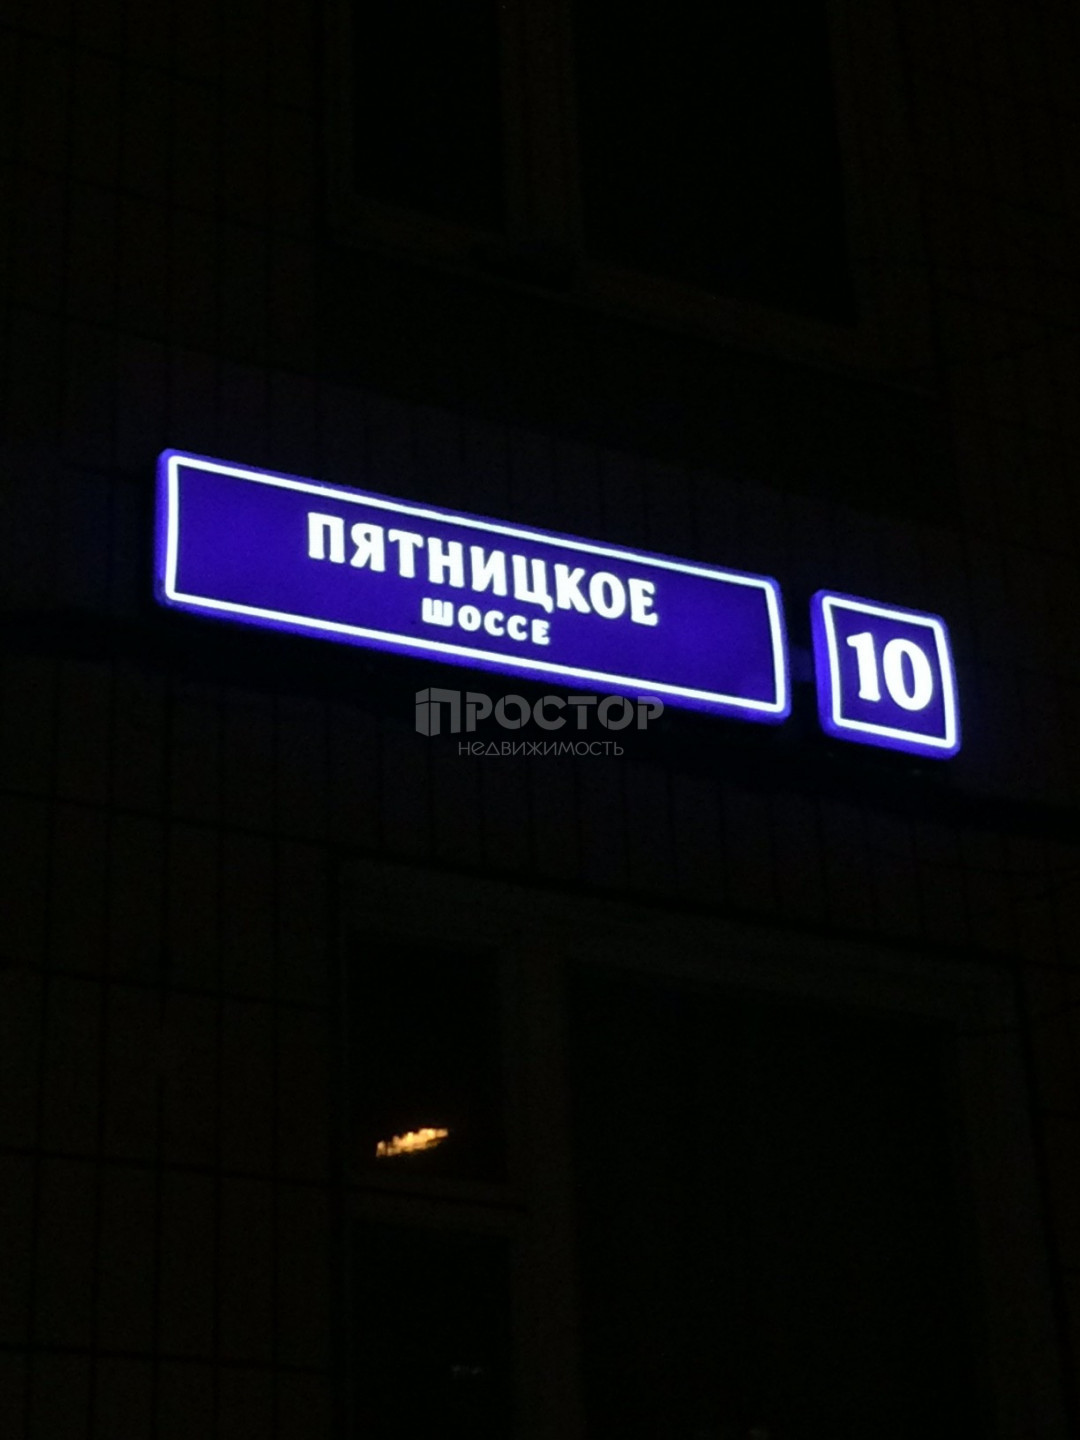 ПЯТНИЦКОЕ
ШОССЕ
10
ПРОСТОР
НЕДВИЖИМОСТЬ